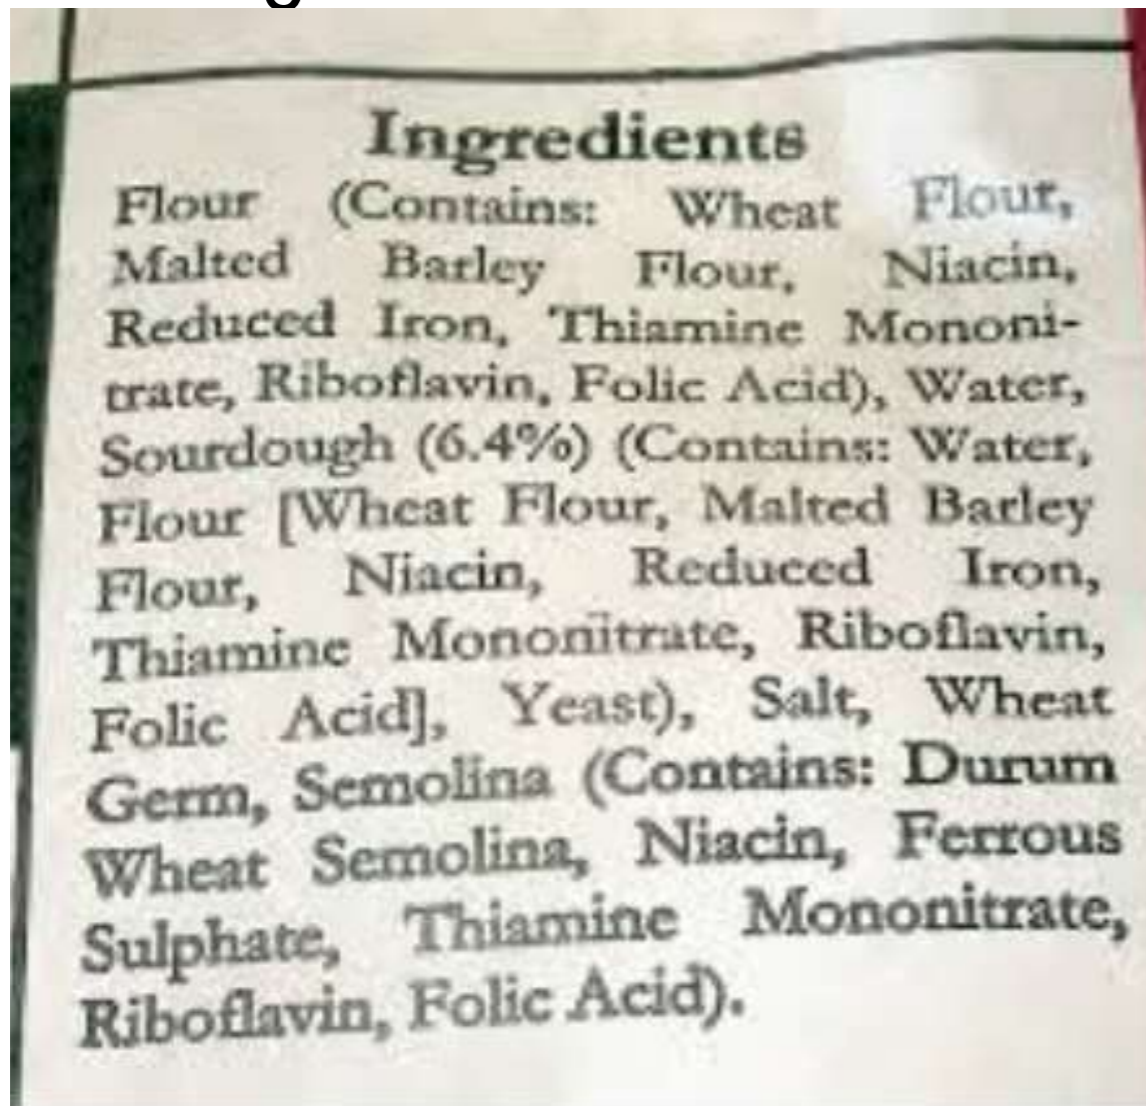 Ingredients
Flour (Contains: Wheat Flour,
Malted Barley Flour, Niacin,
Reduced Iron, Thiamine Mononi-
trate, Riboflavin, Folic Acid), Water,
Sourdough (6.4%) (Contains: Water,
Flour [Wheat Flour, Malted Barley
Flour, Niacin, Reduced Iron,
Thiamine Mononitrate, Riboflavin,
Folic Acid], Yeast), Salt, Wheat
Germ, Semolina (Contains: Durum
Wheat Semolina, Niacin, Ferrous
Sulphate, Thiamine Mononitrate,
Riboflavin, Folic Acid).